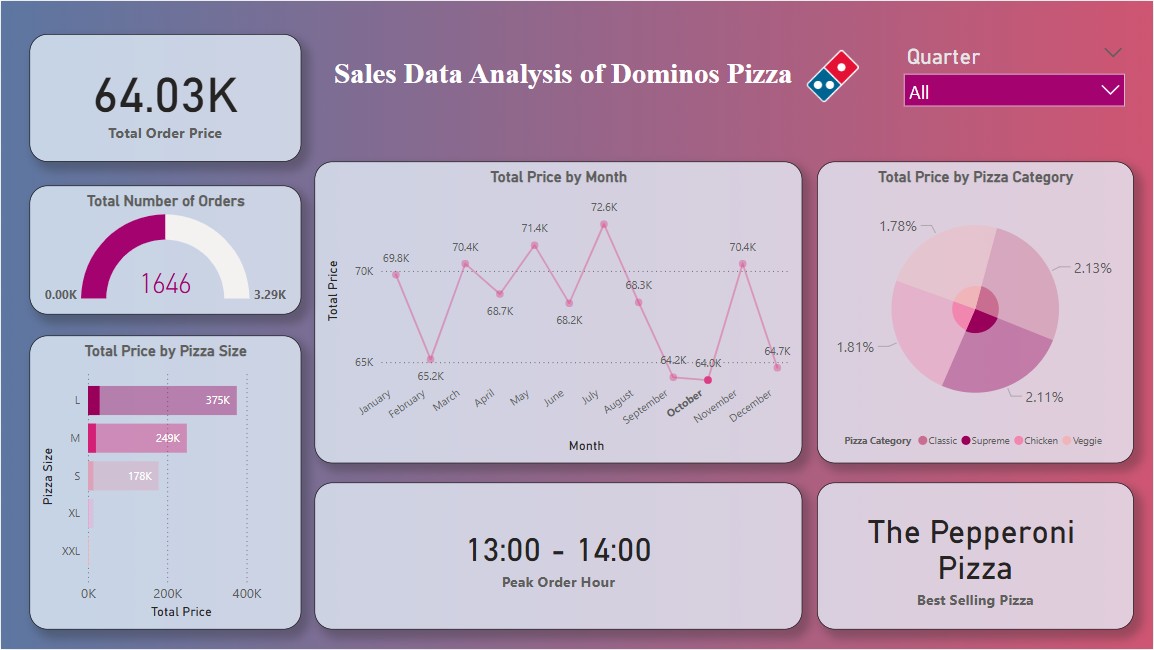 64.03K
Total Order Price
Sales Data Analysis of Dominos Pizza
Quarter
All
Total Number of Orders
1646
0.00K
3.29K
Total Price by Pizza Size
Pizza Size
L
375K
M
249K
S
178K
XL
XXL
0K 200K 400K
Total Price
Total Price by Month
Total Price
70K
65K
69.8K
65.2K
70.4K
68.7K
71.4K
68.2K
72.6K
68.3K
64.2K
64.0K
70.4K
64.7K
January February March April May June July August September October November December
Month
Total Price by Pizza Category
1.78%
2.13%
1.81%
2.11%
Pizza Category Classic Supreme Chicken Veggie
13:00 - 14:00
Peak Order Hour
The Pepperoni
Pizza
Best Selling Pizza